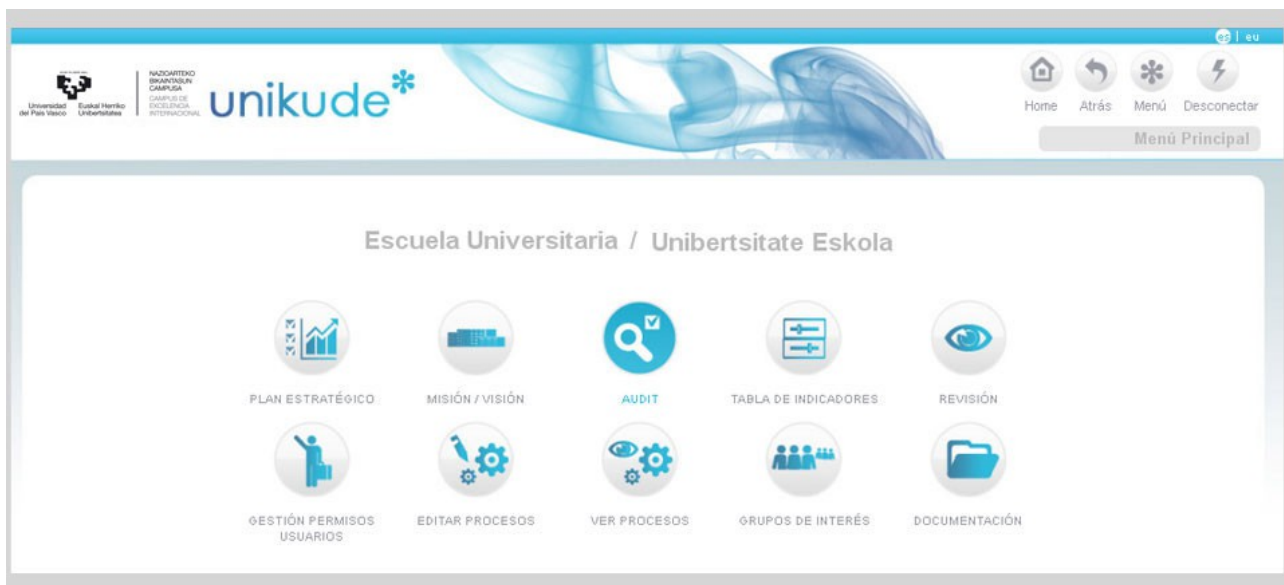 es | eu
Universidad del País Vasco
Euskal Herriko Unibertsitatea
NAZIOARTEKO
BIKAINTASUN
CAMPUSA
CAMPUS DE
EXCELENCIA
INTERNACIONAL
unikude*
Home Atrás Menú Desconectar
Menú Principal
Escuela Universitaria / Unibertsitate Eskola
PLAN ESTRATÉGICO MISIÓN / VISIÓN AUDIT TABLA DE INDICADORES REVISIÓN
GESTIÓN PERMISOS USUARIOS EDITAR PROCESOS VER PROCESOS GRUPOS DE INTERÉS DOCUMENTACIÓN